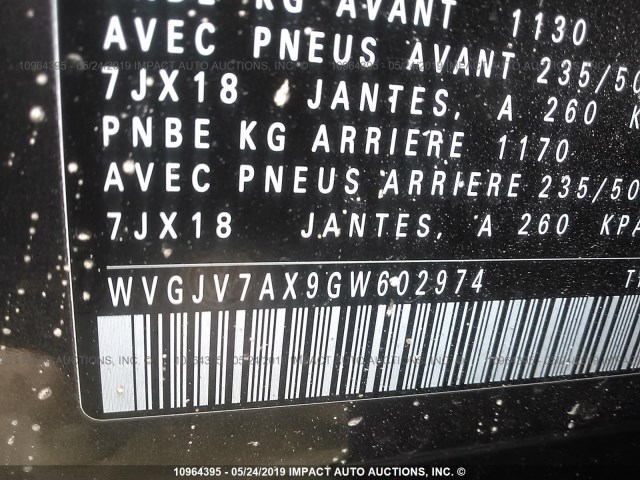 KG AVANT 1130
AVEC PNEUS AVANT 235/50
7JX18 JANTES, A 260 K
PNBE KG ARRIERE 1170
AVEC PNEUS ARRIERE 235/50
7JX18 JANTES, A 260 KPA
WVGJV7AX9GW602974 T
10964395 - 05/24/2019 IMPACT AUTO AUCTIONS, INC. ©